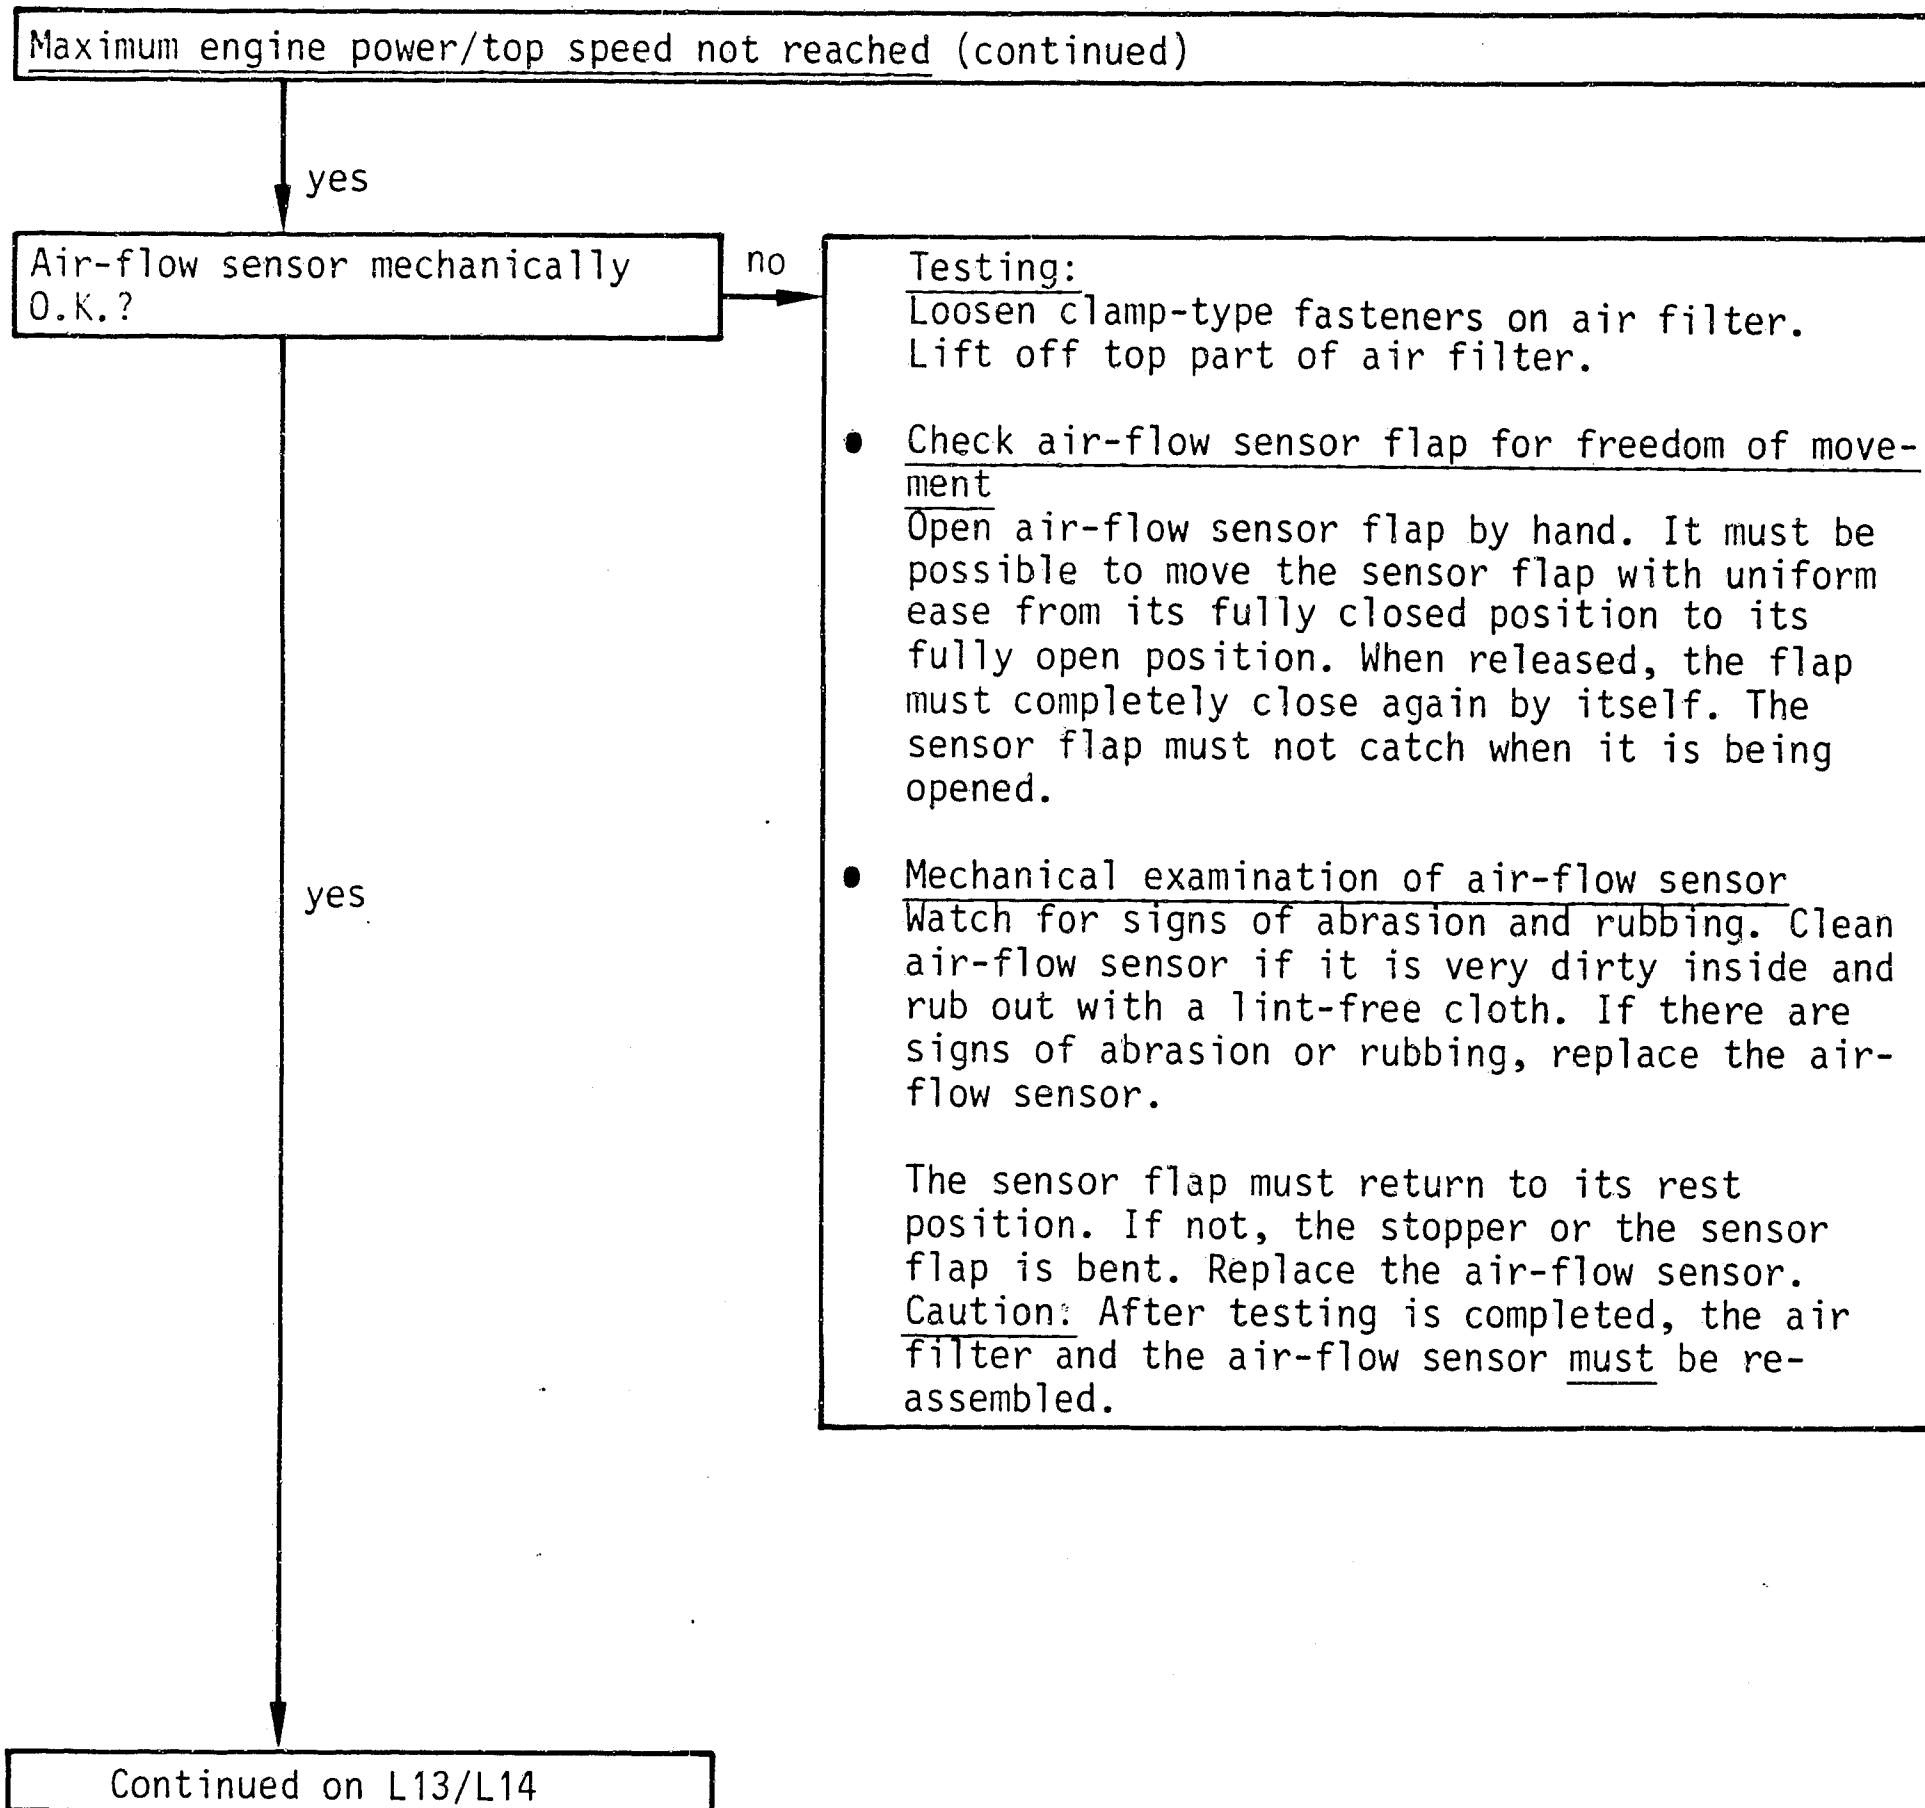 Maximum engine power/top speed not reached (continued)
yes
Air-flow sensor mechanically
O.K.?
no
Testing:
Loosen clamp-type fasteners on air filter.
Lift off top part of air filter.
● Check air-flow sensor flap for freedom of move-
ment
Open air-flow sensor flap by hand. It must be
possible to move the sensor flap with uniform
ease from its fully closed position to its
fully open position. When released, the flap
must completely close again by itself. The
sensor flap must not catch when it is being
opened.
● Mechanical examination of air-flow sensor
Watch for signs of abrasion and rubbing. Clean
air-flow sensor if it is very dirty inside and
rub out with a lint-free cloth. If there are
signs of abrasion or rubbing, replace the air-
flow sensor.
The sensor flap must return to its rest
position. If not, the stopper or the sensor
flap is bent. Replace the air-flow sensor.
Caution: After testing is completed, the air
filter and the air-flow sensor must be re-
assembled.
yes
Continued on L13/L14